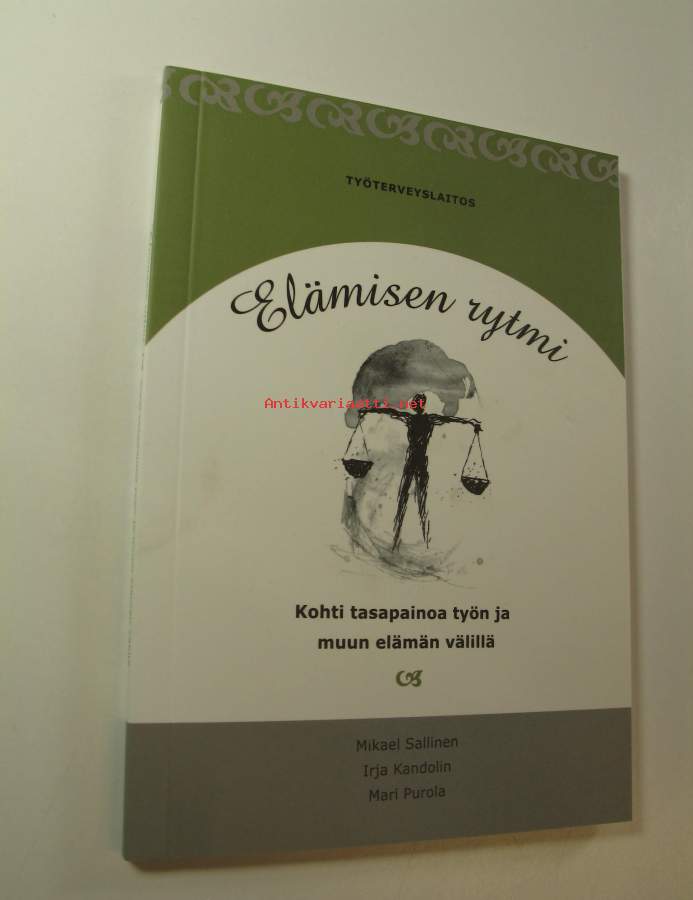 TYÖTERVEYSLAITOS
Elämisen rytmi
Antikvariaatti.net
Kohti tasapainoa työn ja
muun elämän välillä
Mikael Sallinen
Irja Kandolin
Mari Purola